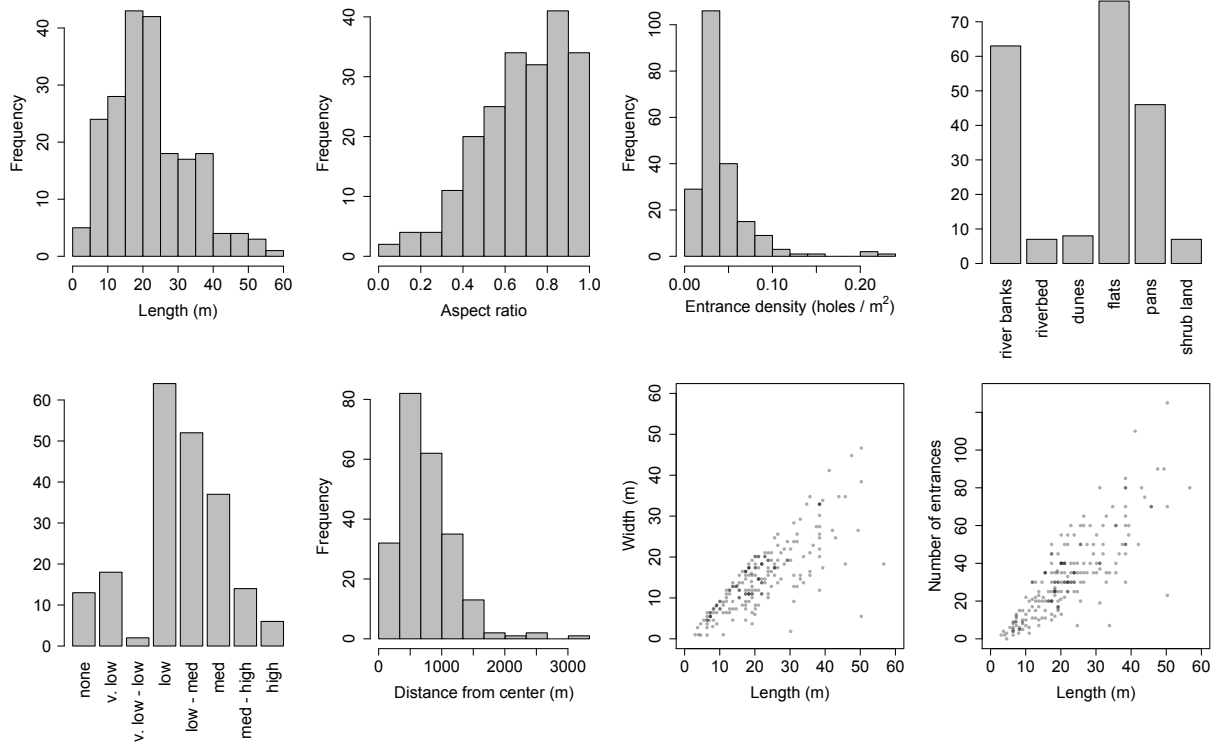 Frequency
0
10
20
30
40
0 10 20 30 40 50 60
Length (m)
Frequency
0
10
20
30
40
0.0 0.2 0.4 0.6 0.8 1.0
Aspect ratio
Frequency
0
20
40
60
80
100
0.00 0.10 0.20
Entrance density (holes / m²)
0
10
20
30
40
50
60
70
river banks
riverbed
dunes
flats
pans
shrub land
0
10
20
30
40
50
60
none
v. low
v. low - low
low
low - med
med
med - high
high
Frequency
0
20
40
60
80
0 1000 2000 3000
Distance from center (m)
Width (m)
0
10
20
30
40
50
60
0 10 20 30 40 50 60
Length (m)
Number of entrances
0
20
40
60
80
100
0 10 20 30 40 50 60
Length (m)